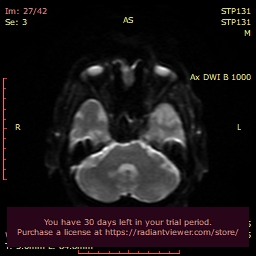 Im: 27/42
Se: 3
AS
STP131
STP131
M
Ax DWI B 1000
R
L
You have 30 days left in your trial period.
Purchase a license at https://radiantviewer.com/store/